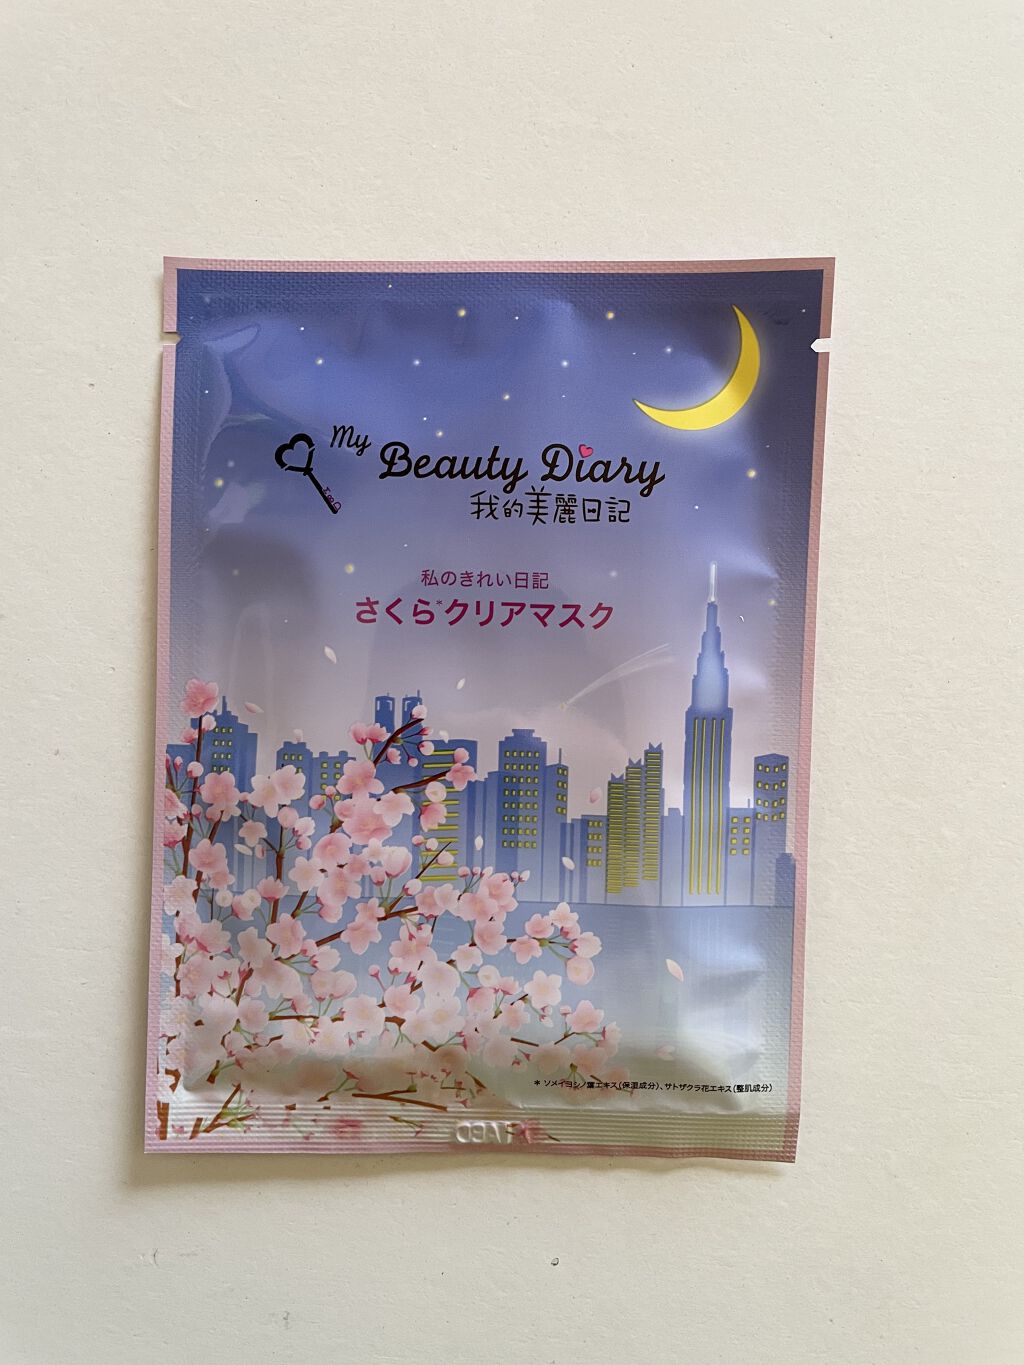 My
Beauty Diary
我的美麗日記
私のきれい日記
さくら*クリアマスク
* ソメイヨシノ葉エキス(保湿成分)、サトザクラ花エキス(整肌成分)